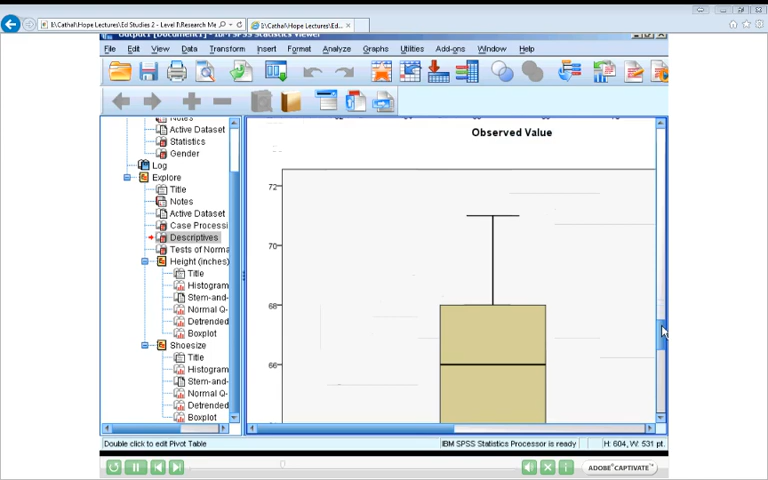 I:\Cathal\Hope Lectures\Ed Studies 2 - Level I\Research Me
I:\Cathal\Hope Lectures\Ed...
Output1 [Document1] - IBM SPSS Statistics Viewer
File Edit View Data Transform Insert Format Analyze Graphs Utilities Add-ons Window Help
Notes
Active Dataset
Statistics
Gender
Log
Explore
Title
Notes
Active Dataset
Case Processi
Descriptives
Tests of Norma
Height (inches)
Title
Histogram
Stem-and-
Normal Q-
Detrended
Boxplot
Shoesize
Title
Histogram
Stem-and-
Normal Q-
Detrended
Boxplot
Observed Value
72
70
68
66
Double click to edit Pivot Table
IBM SPSS Statistics Processor is ready
H: 604, W: 531 pt.
ADOBE CAPTIVATE